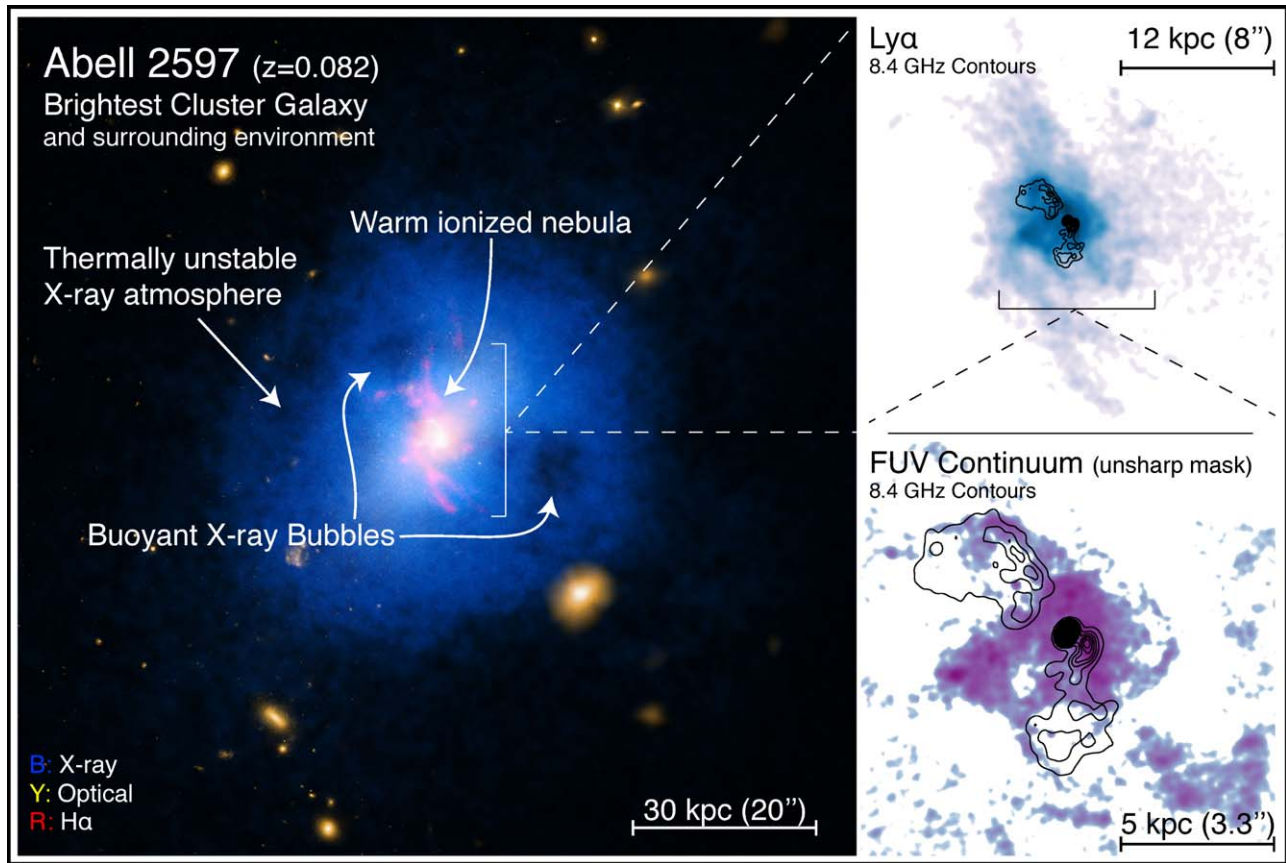 Abell 2597 (z=0.082)
Brightest Cluster Galaxy
and surrounding environment
Warm ionized nebula
Thermally unstable
X-ray atmosphere
Buoyant X-ray Bubbles
B: X-ray
Y: Optical
R: Hα
30 kpc (20”)
Lyα
8.4 GHz Contours
12 kpc (8”)
FUV Continuum (unsharp mask)
8.4 GHz Contours
5 kpc (3.3”)